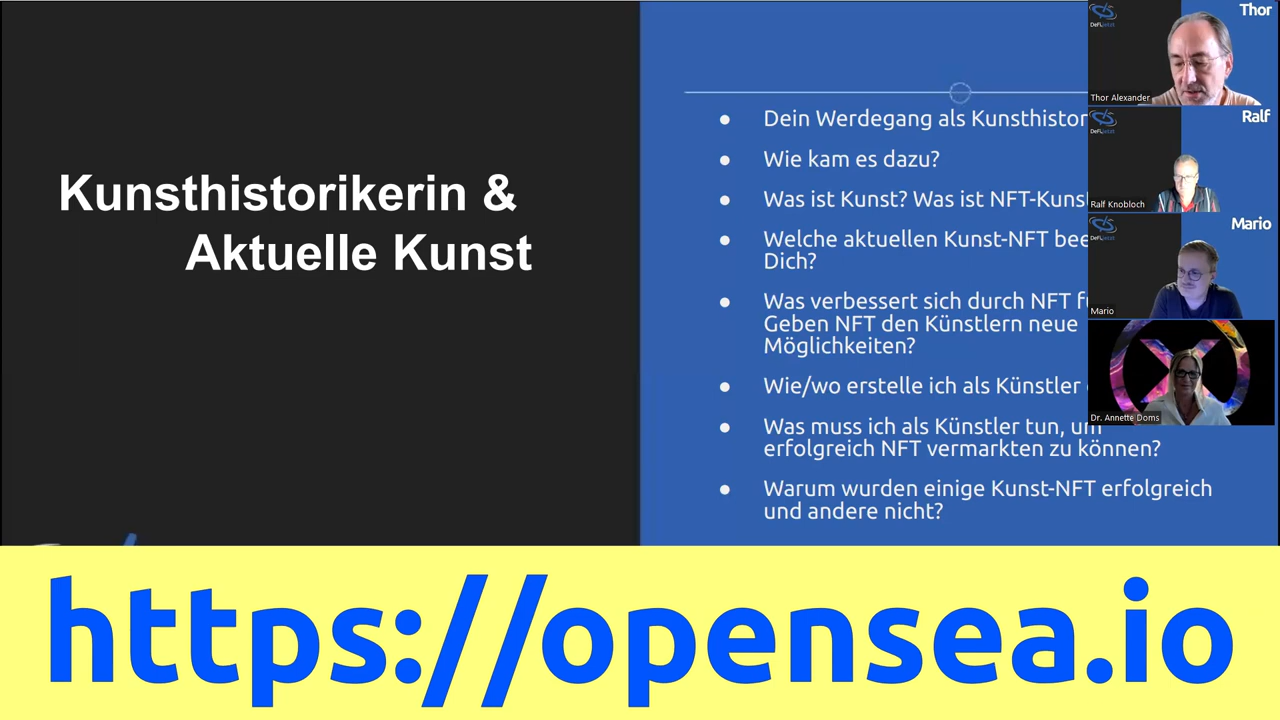 Kunsthistorikerin &
Aktuelle Kunst
Dein Werdegang als Kunsthistor
Wie kam es dazu?
Was ist Kunst? Was ist NFT-Kunst
Welche aktuellen Kunst-NFT bee
Dich?
Was verbessert sich durch NFT f
Geben NFT den Künstlern neue
Möglichkeiten?
Wie/wo erstelle ich als Künstler
Was muss ich als Künstler tun, um
erfolgreich NFT vermarkten zu können?
Warum wurden einige Kunst-NFT erfolgreich
und andere nicht?
Thor
Thor Alexander
Ralf
Ralf Knobloch
Mario
Mario
Dr. Annette Doms
https://opensea.io